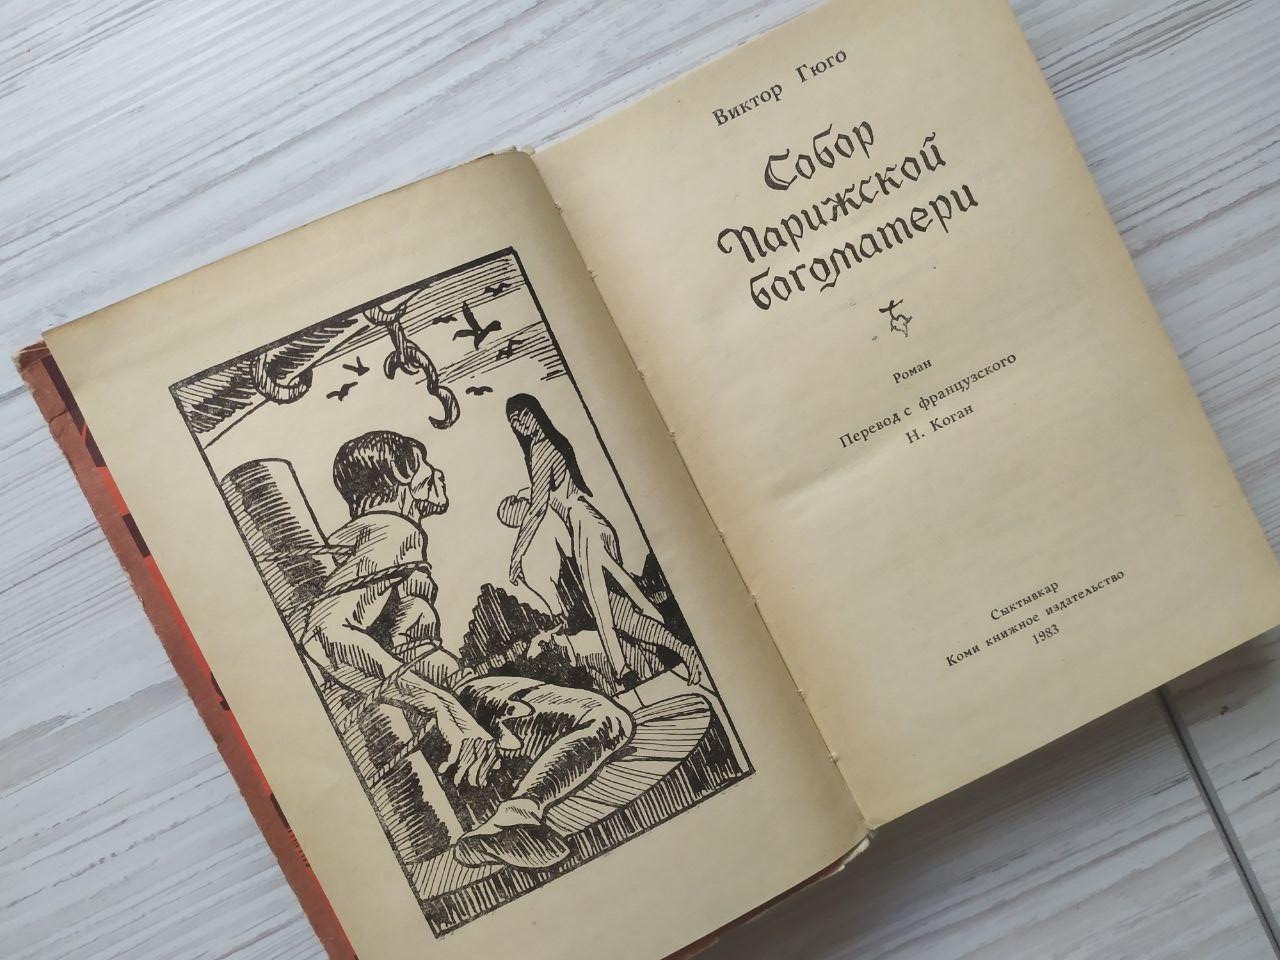 Виктор Гюго
Собор
Парижской
богоматери
Роман
Перевод с французского
Н. Коган
Сыктывкар
Коми книжное издательство
1983